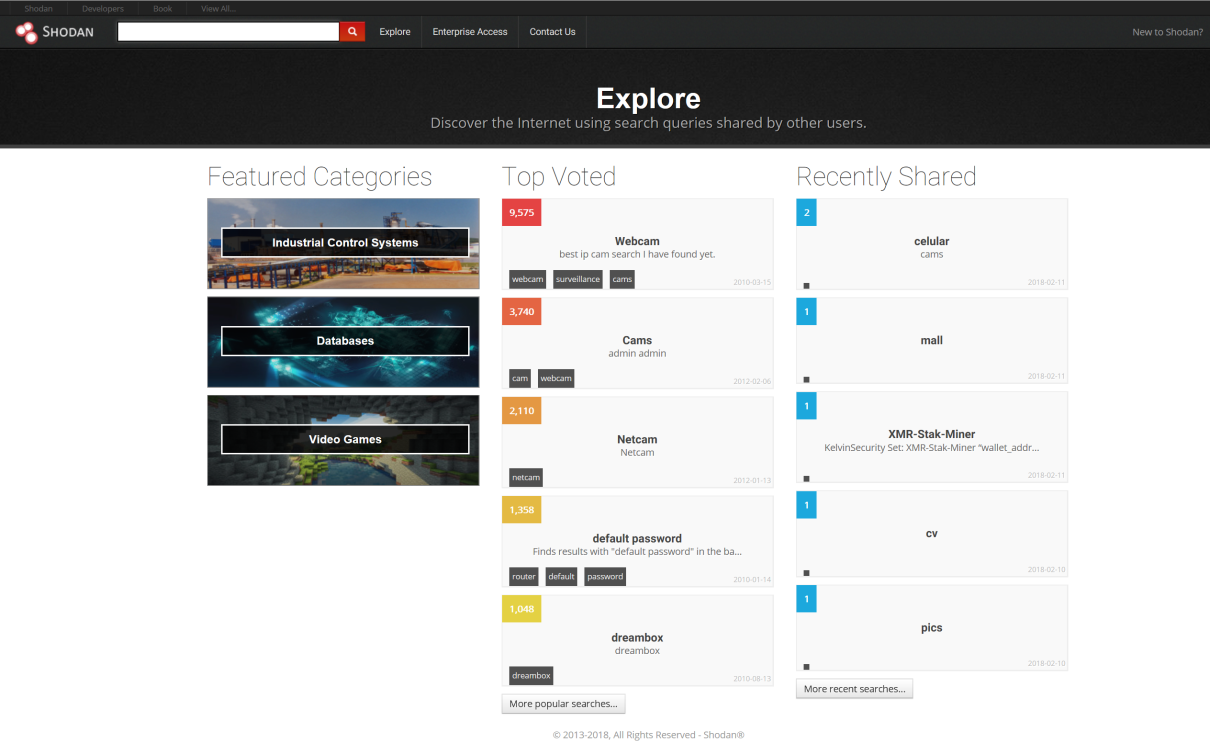 Shodan Developers Book View All...
SHODAN Explore Enterprise Access Contact Us New to Shodan?
Explore
Discover the Internet using search queries shared by other users.
Featured Categories
Industrial Control Systems
Databases
Video Games
Top Voted
9,575
Webcam
best ip cam search I have found yet.
webcam surveillance cams 2010-03-15
3,740
Cams
admin admin
cam webcam 2012-02-06
2,110
Netcam
Netcam
netcam 2012-01-13
1,358
default password
Finds results with "default password" in the ba...
router default password 2010-01-14
1,048
dreambox
dreambox
dreambox 2010-08-13
More popular searches...
Recently Shared
2
celular
cams
2018-02-11
1
mall
2018-02-11
1
XMR-Stak-Miner
KelvinSecurity Set: XMR-Stak-Miner “wallet_addr...
2018-02-11
1
cv
2018-02-10
1
pics
2018-02-10
More recent searches...
© 2013-2018, All Rights Reserved - Shodan®